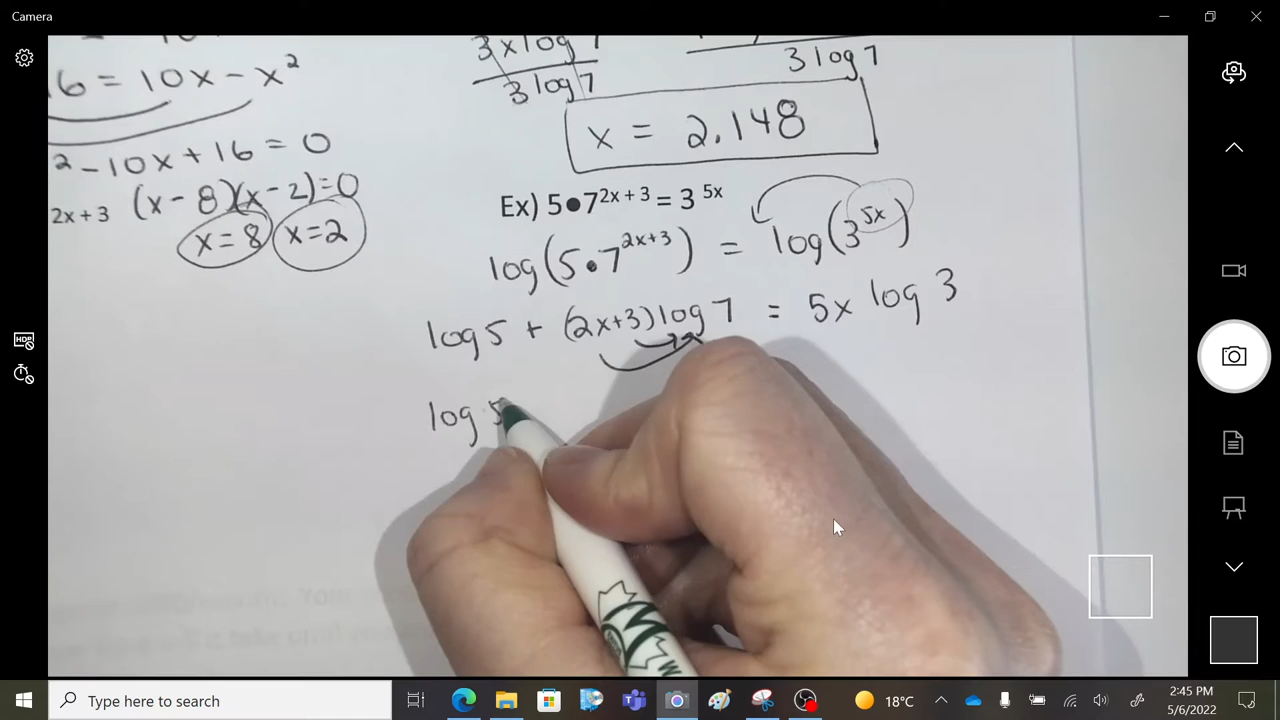 Camera
16 = 10x − x²
² − 10x + 16 = 0
2x + 3
(x − 8)(x − 2) = 0
x = 8 x = 2
3x log 7
3 log 7
3 log 7
x = 2.148
Ex) 5•7^{2x + 3} = 3^{5x}
log(5•7^{2x+3}) = log(3^{5x})
log 5 + (2x+3) log 7 = 5x log 3
log 5
Type here to search
18°C
2:45 PM
5/6/2022